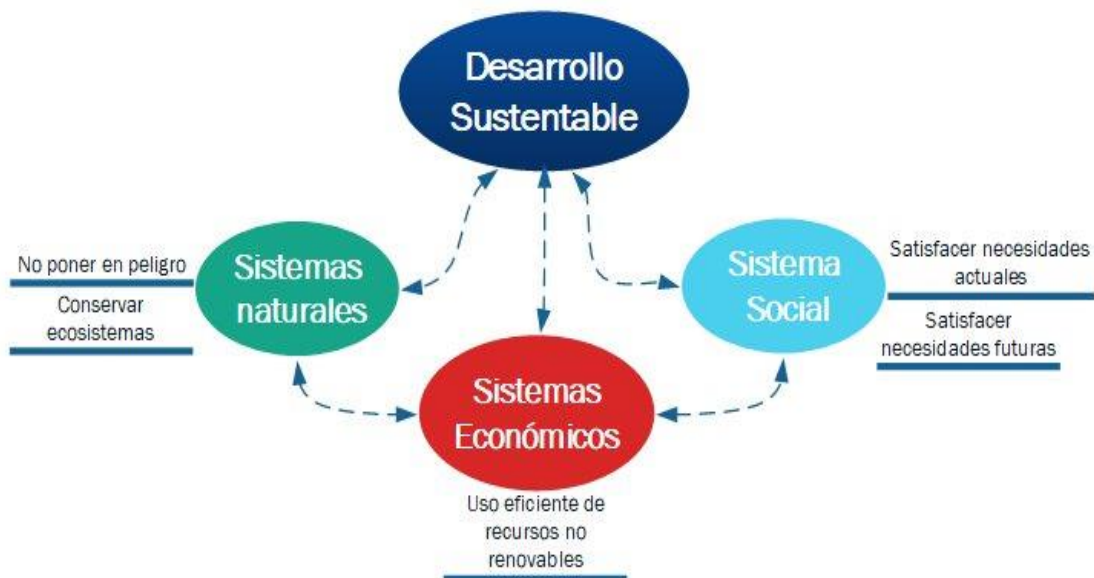 Desarrollo
Sustentable
Sistemas
naturales
No poner en peligro
Conservar
ecosistemas
Sistema
Social
Satisfacer necesidades
actuales
Satisfacer
necesidades futuras
Sistemas
Económicos
Uso eficiente de
recursos no
renovables